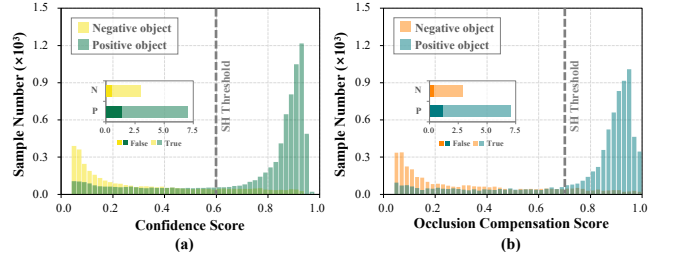 1.5
1.2
0.9
0.6
0.3
0.0
Sample Number (×10³)
Negative object
Positive object
N
P
0.0 2.5 5.0 7.5
False True
SH Threshold
0.0 0.2 0.4 0.6 0.8 1.0
Confidence Score
(a)
1.5
1.2
0.9
0.6
0.3
0.0
Sample Number (×10³)
Negative object
Positive object
N
P
0.0 2.5 5.0 7.5
False True
SH Threshold
0.0 0.2 0.4 0.6 0.8 1.0
Occlusion Compensation Score
(b)